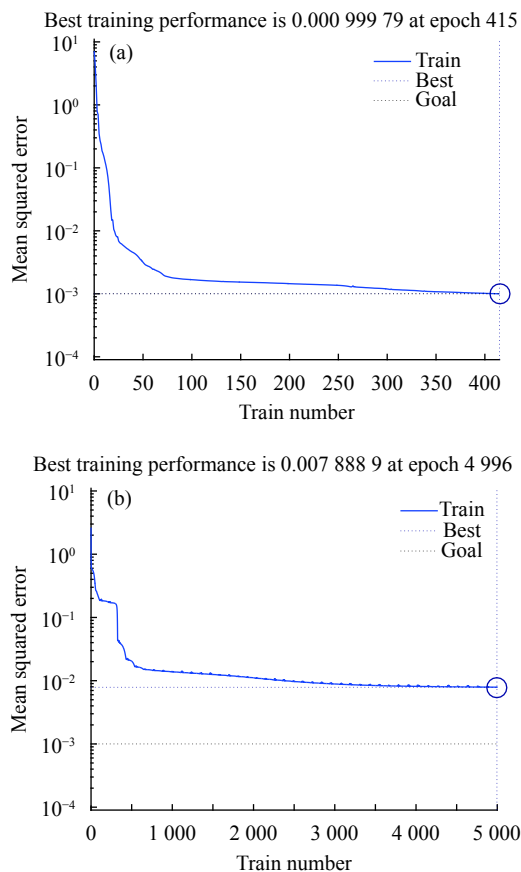 Best training performance is 0.000 999 79 at epoch 415
(a)
Train
Best
Goal
Mean squared error
10¹
10⁰
10⁻¹
10⁻²
10⁻³
10⁻⁴
0 50 100 150 200 250 300 350 400
Train number
Best training performance is 0.007 888 9 at epoch 4 996
(b)
Train
Best
Goal
Mean squared error
10¹
10⁰
10⁻¹
10⁻²
10⁻³
10⁻⁴
0 1 000 2 000 3 000 4 000 5 000
Train number